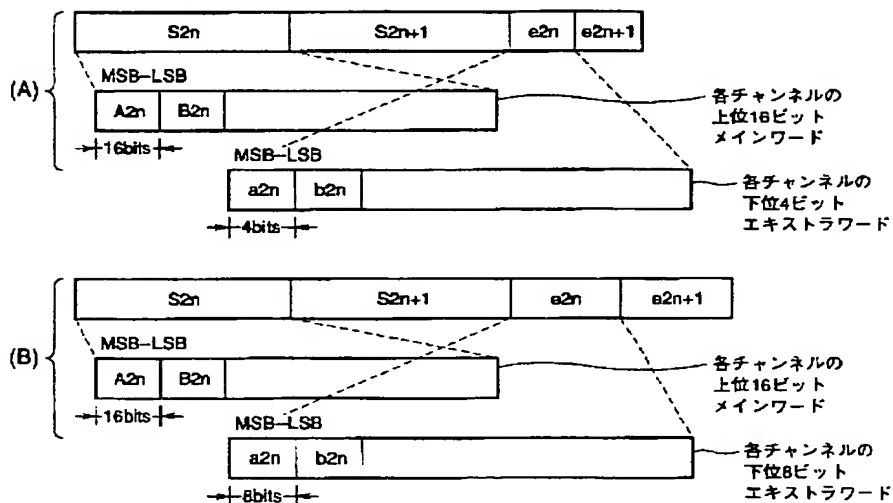 S2n S2n+1 e2n e2n+1
(A)
MSB-LSB
A2n B2n
16bits
各チャンネルの
上位16ビット
メインワード
MSB-LSB
a2n b2n
4bits
各チャンネルの
下位4ビット
エキストラワード
S2n S2n+1 e2n e2n+1
(B)
MSB-LSB
A2n B2n
16bits
各チャンネルの
上位16ビット
メインワード
MSB-LSB
a2n b2n
8bits
各チャンネルの
下位8ビット
エキストラワード